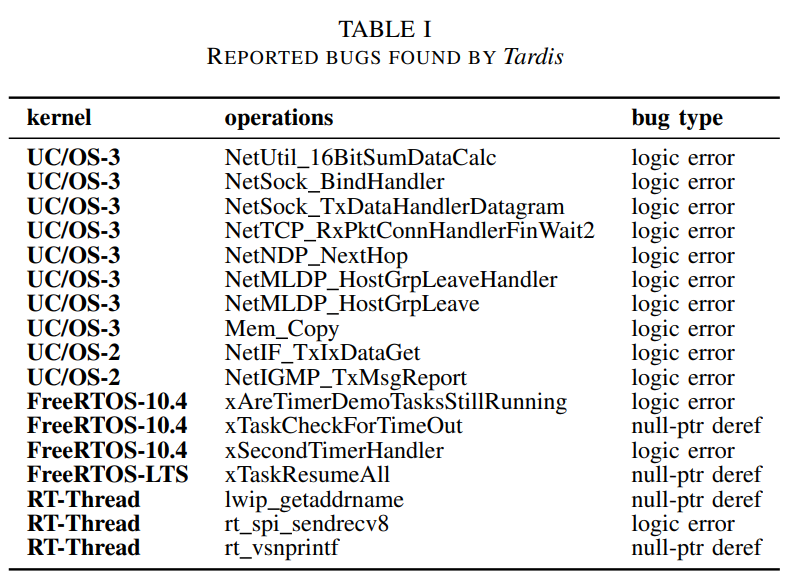 TABLE I
REPORTED BUGS FOUND BY Tardis
kernel operations bug type
UC/OS-3 NetUtil_16BitSumDataCalc logic error
UC/OS-3 NetSock_BindHandler logic error
UC/OS-3 NetSock_TxDataHandlerDatagram logic error
UC/OS-3 NetTCP_RxPktConnHandlerFinWait2 logic error
UC/OS-3 NetNDP_NextHop logic error
UC/OS-3 NetMLDP_HostGrpLeaveHandler logic error
UC/OS-3 NetMLDP_HostGrpLeave logic error
UC/OS-3 Mem_Copy logic error
UC/OS-2 NetIF_TxIxDataGet logic error
UC/OS-2 NetIGMP_TxMsgReport logic error
FreeRTOS-10.4 xAreTimerDemoTasksStillRunning logic error
FreeRTOS-10.4 xTaskCheckForTimeOut null-ptr deref
FreeRTOS-10.4 xSecondTimerHandler logic error
FreeRTOS-LTS xTaskResumeAll null-ptr deref
RT-Thread lwip_getaddrname null-ptr deref
RT-Thread rt_spi_sendrecv8 logic error
RT-Thread rt_vsnprintf null-ptr deref